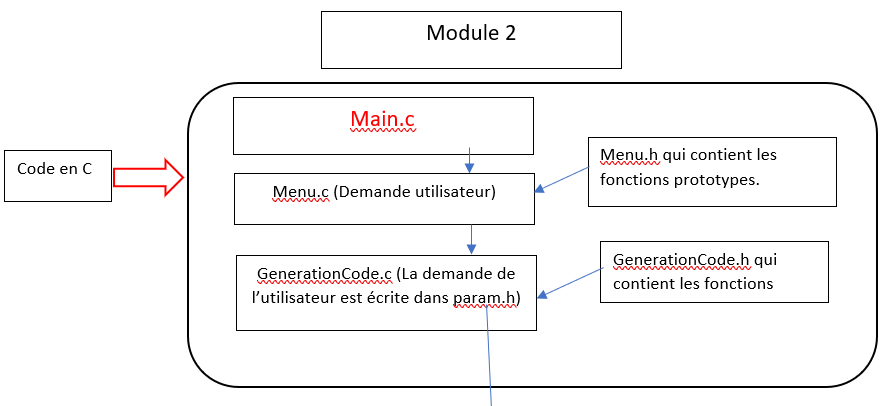 Module 2
Main.c
Code en C
Menu.c (Demande utilisateur)
Menu.h qui contient les
fonctions prototypes.
GenerationCode.c (La demande de
l’utilisateur est écrite dans param.h)
GenerationCode.h qui
contient les fonctions